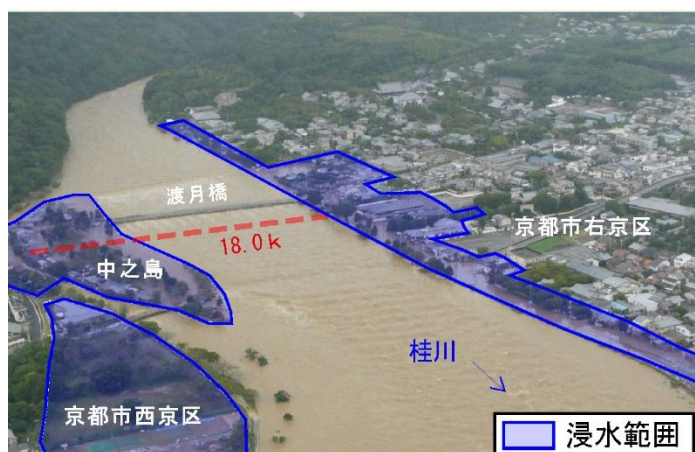 渡月橋
京都市右京区
18.0k
中之島
桂川
京都市西京区
浸水範囲